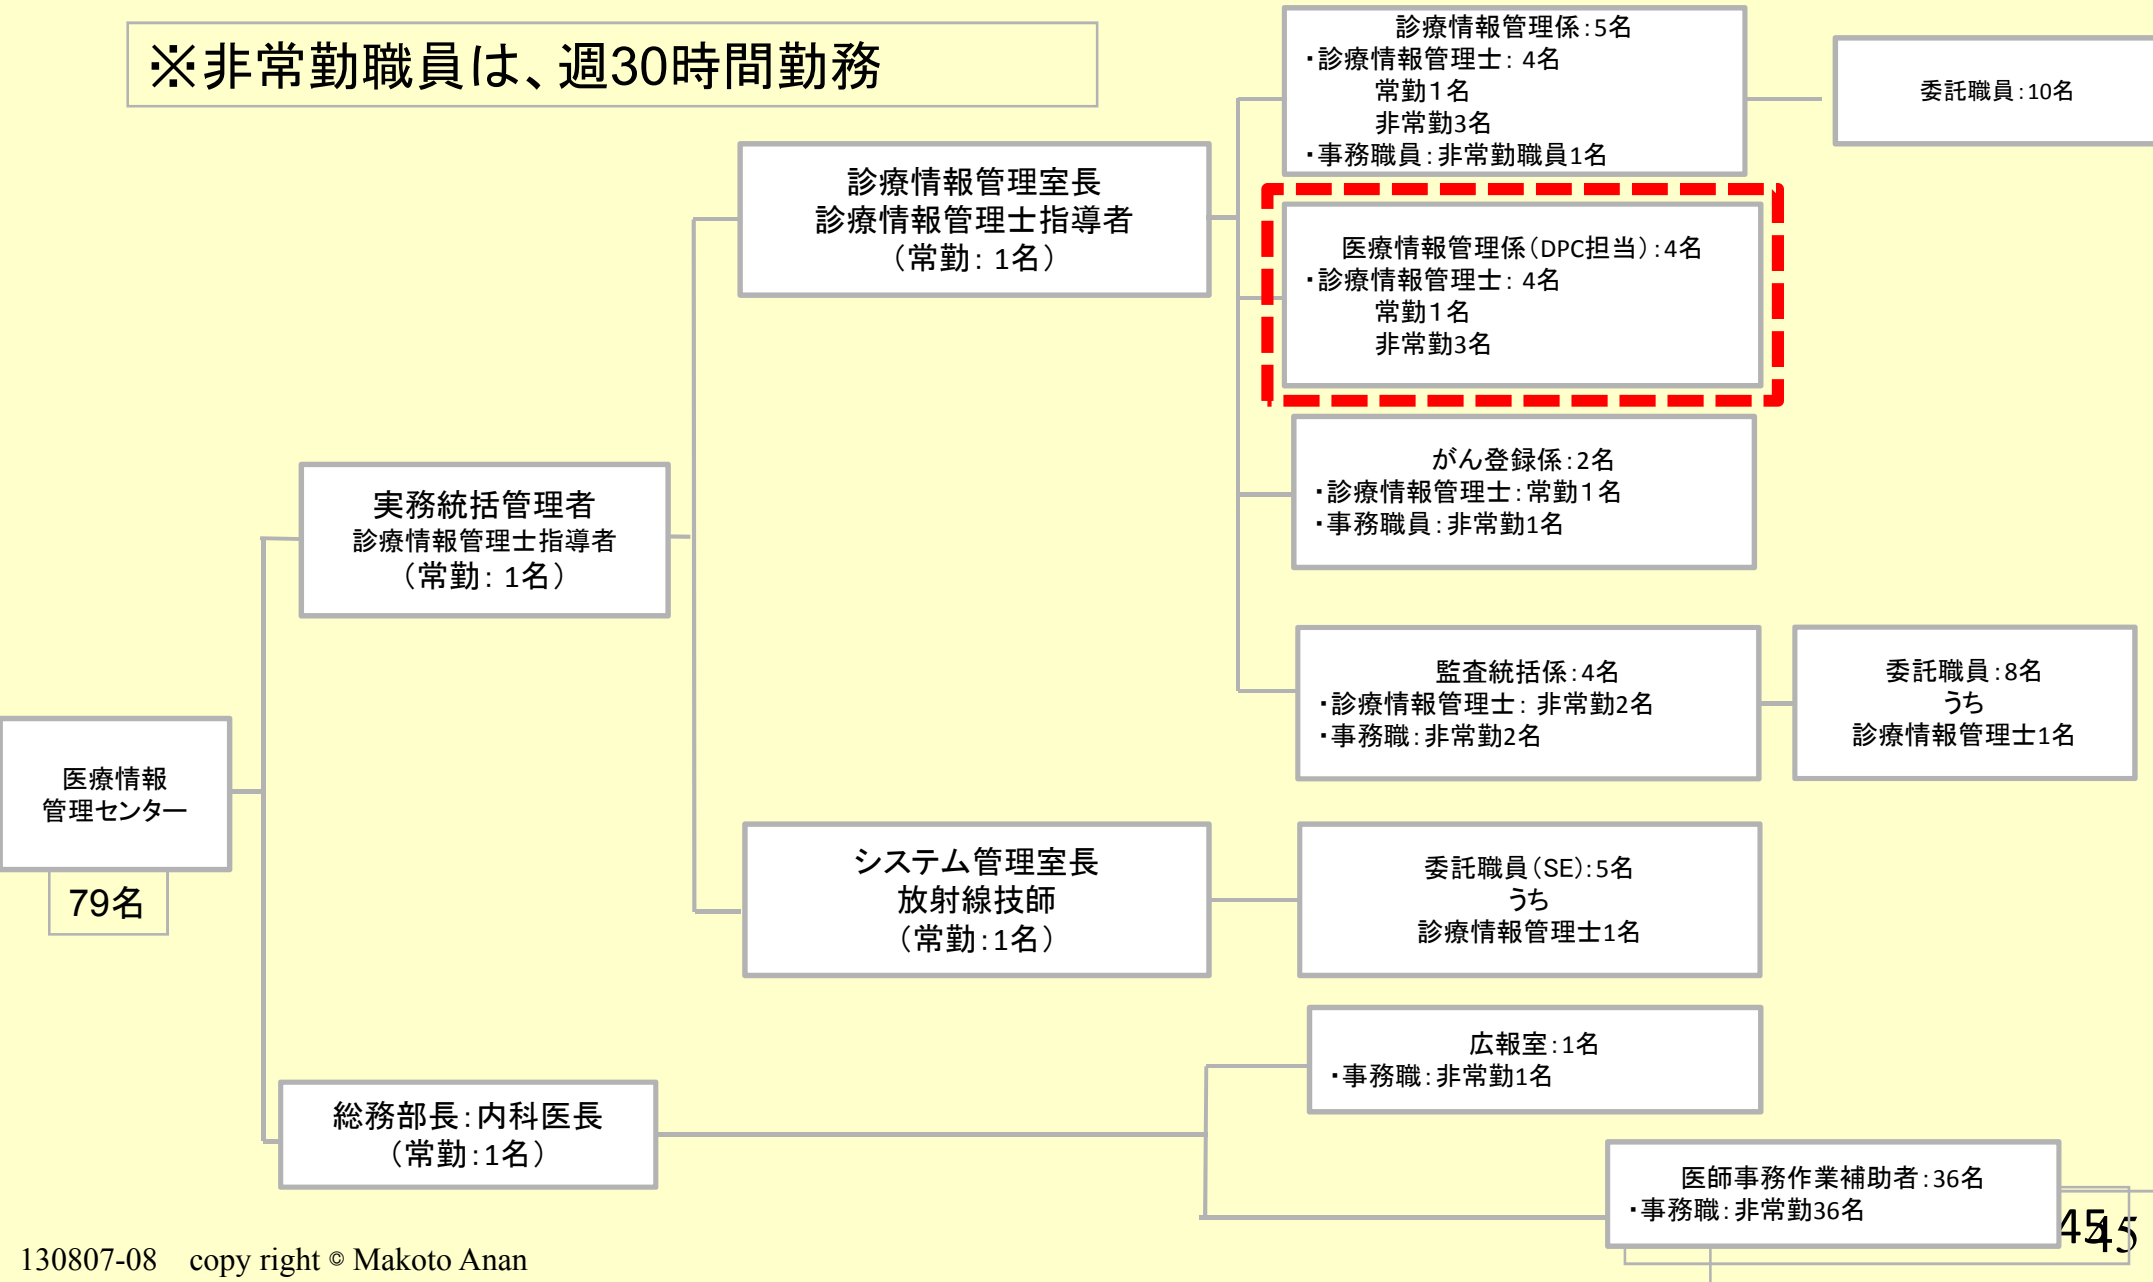 ※非常勤職員は、週30時間勤務
診療情報管理係：5名
・診療情報管理士： 4名
常勤１名
非常勤3名
・事務職員：非常勤職員1名
委託職員：10名
診療情報管理室長
診療情報管理士指導者
（常勤： 1名）
医療情報管理係（DPC担当）：4名
・診療情報管理士： 4名
常勤１名
非常勤3名
がん登録係：2名
・診療情報管理士：常勤１名
・事務職員：非常勤1名
実務統括管理者
診療情報管理士指導者
（常勤： 1名）
監査統括係：4名
・診療情報管理士： 非常勤2名
・事務職：非常勤2名
委託職員：8名
うち
診療情報管理士1名
医療情報
管理センター
79名
システム管理室長
放射線技師
（常勤：1名）
委託職員（SE）：5名
うち
診療情報管理士1名
広報室：1名
・事務職：非常勤1名
総務部長：内科医長
（常勤：1名）
医師事務作業補助者：36名
・事務職：非常勤36名
45
45
130807-08 copy right © Makoto Anan